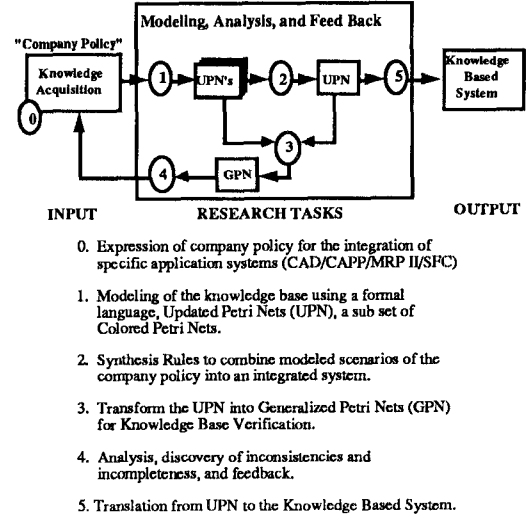 Modeling, Analysis, and Feed Back
"Company Policy"
Knowledge
Acquisition
0
1
UPN's
2
UPN
5
Knowledge
Based
System
3
4
GPN
INPUT
RESEARCH TASKS
OUTPUT
0. Expression of company policy for the integration of
specific application systems (CAD/CAPP/MRP II/SFC)
1. Modeling of the knowledge base using a formal
language, Updated Petri Nets (UPN), a sub set of
Colored Petri Nets.
2. Synthesis Rules to combine modeled scenarios of the
company policy into an integrated system.
3. Transform the UPN into Generalized Petri Nets (GPN)
for Knowledge Base Verification.
4. Analysis, discovery of inconsistencies and
incompleteness, and feedback.
5. Translation from UPN to the Knowledge Based System.